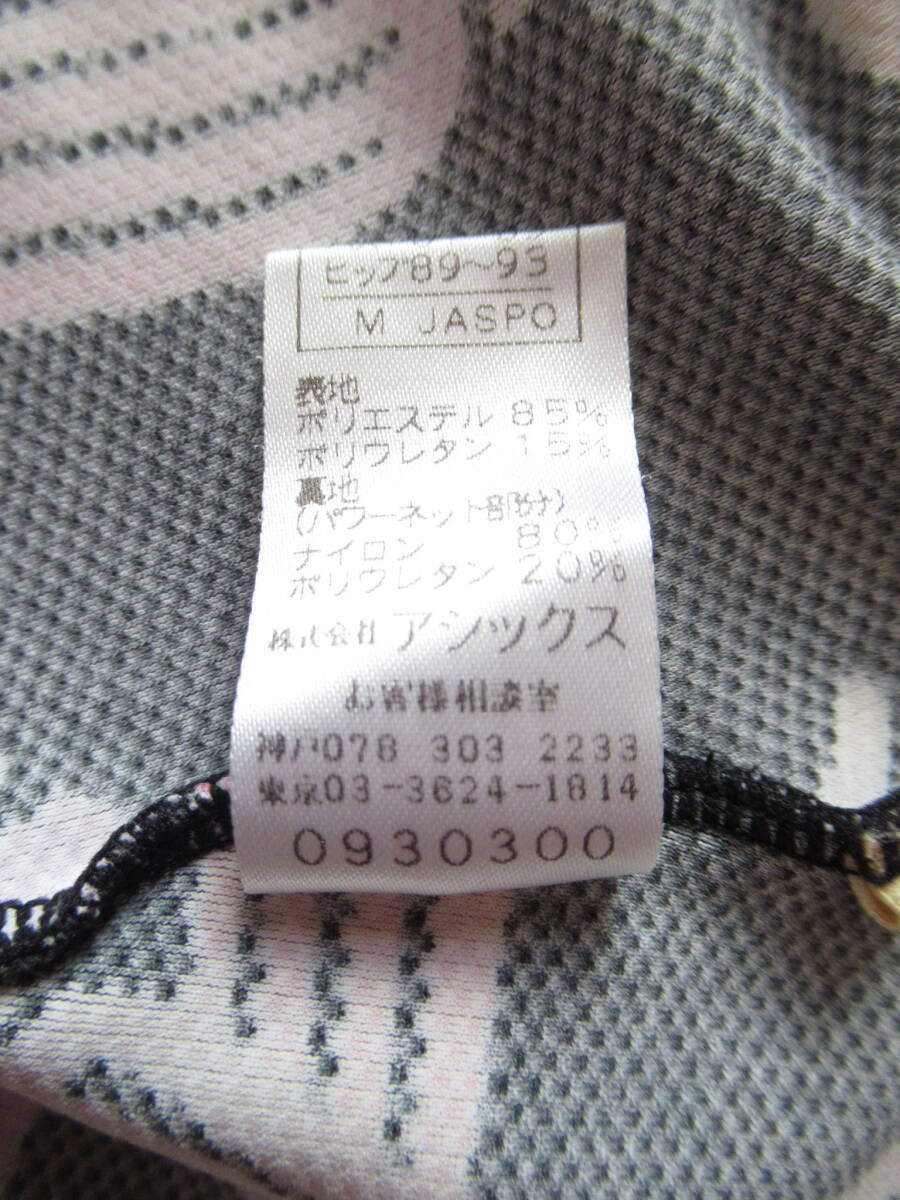 ヒップ89〜93
M JASPO
表地
ポリエステル 85%
ポリウレタン 15%
裏地
(パワーネット部分)
ナイロン 80%
ポリウレタン 20%
株式会社 アシックス
お客様相談室
神戸078 303 2233
東京03-3624-1814
0930300